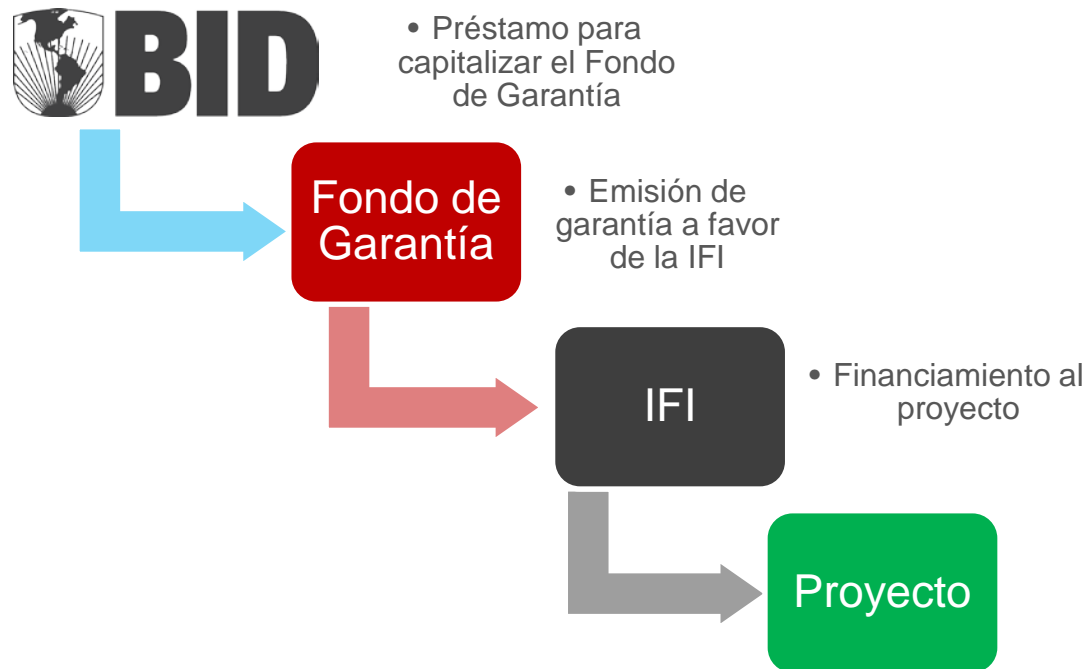 BID
• Préstamo para
capitalizar el Fondo
de Garantía
Fondo de
Garantía
• Emisión de
garantía a favor
de la IFI
IFI
• Financiamiento al
proyecto
Proyecto